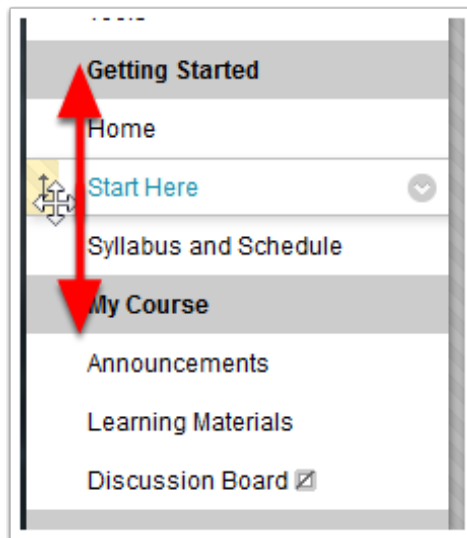 Getting Started
Home
Start Here
Syllabus and Schedule
My Course
Announcements
Learning Materials
Discussion Board